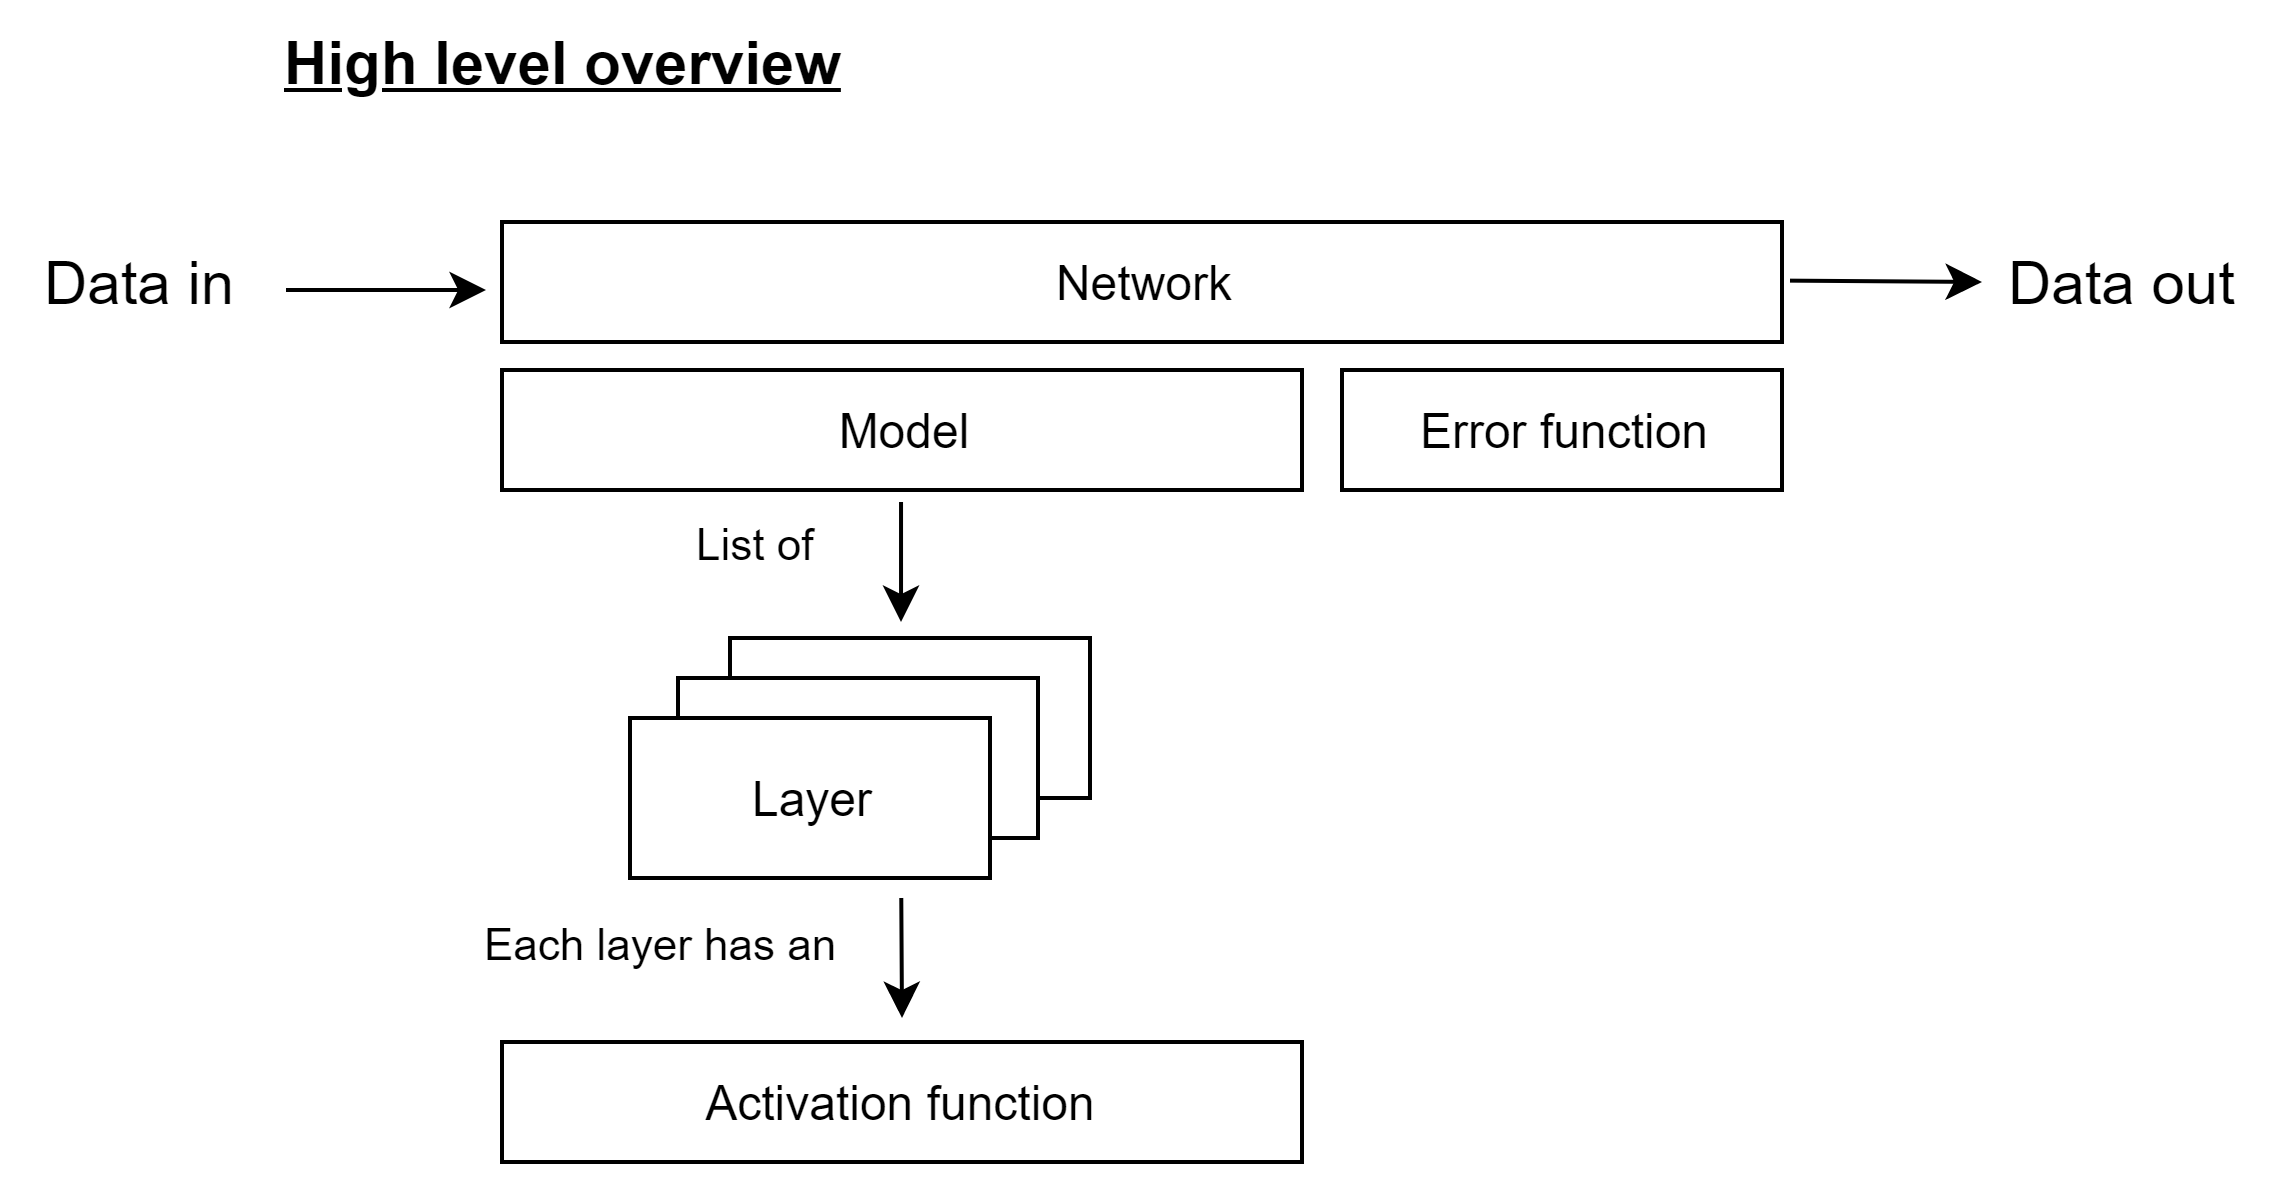 High level overview
Data in
Network
Data out
Model
Error function
List of
Layer
Each layer has an
Activation function